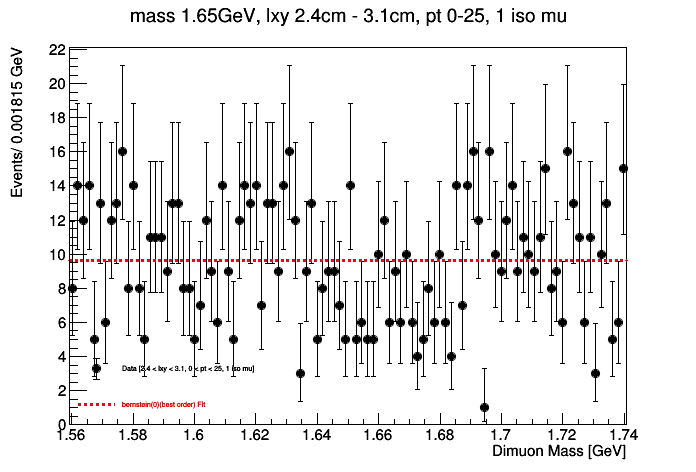 mass 1.65GeV, lxy 2.4cm - 3.1cm, pt 0-25, 1 iso mu
Events/ 0.001815 GeV
22
20
18
16
14
12
10
8
6
4
2
0
Data [2.4 < lxy < 3.1, 0 < pt < 25, 1 iso mu]
bernstein(0)(best order) Fit
1.56 1.58 1.6 1.62 1.64 1.66 1.68 1.7 1.72 1.74
Dimuon Mass [GeV]